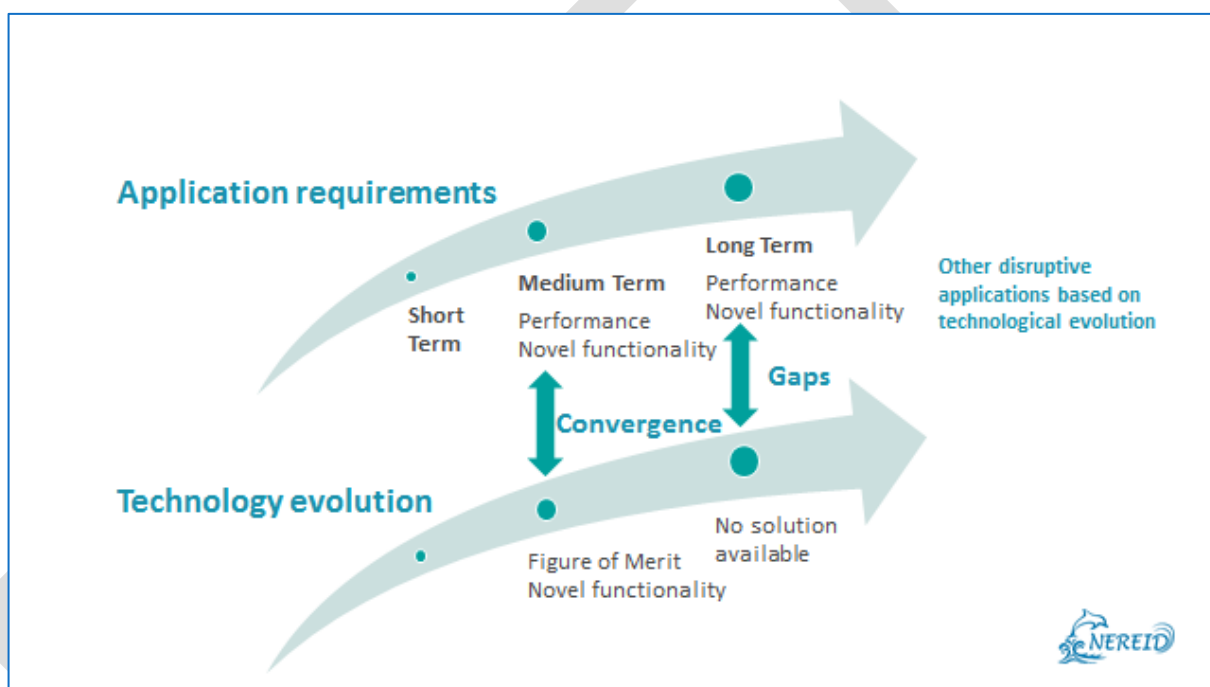 Application requirements
Short
Term
Medium Term
Performance
Novel functionality
Long Term
Performance
Novel functionality
Other disruptive
applications based on
technological evolution
Gaps
Convergence
Technology evolution
Figure of Merit
Novel functionality
No solution
available
NEREID